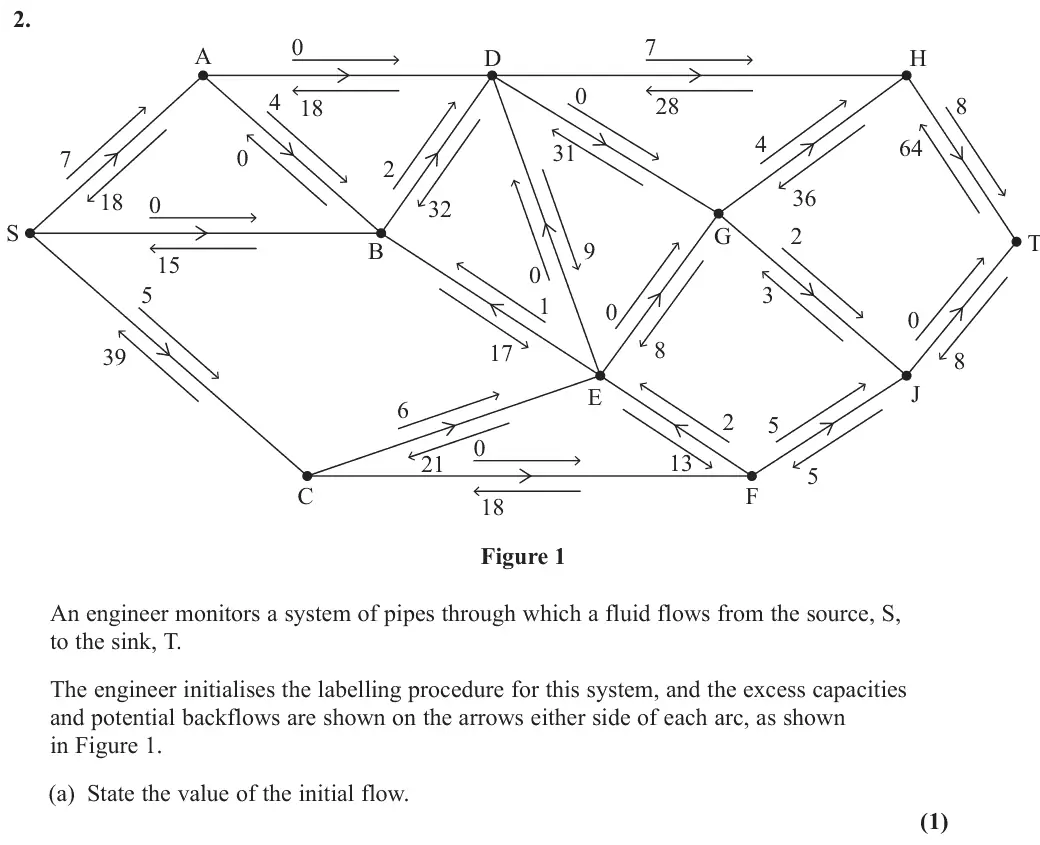 2.
0
7
A
D
H
4
18
0
28
8
7
0
2
31
4
64
18
0
32
36
S
B
G
T
15
0
9
2
5
1
0
3
0
39
17
8
8
E
J
6
0
2
5
21
13
5
C
18
F
Figure 1
An engineer monitors a system of pipes through which a fluid flows from the source, S,
to the sink, T.
The engineer initialises the labelling procedure for this system, and the excess capacities
and potential backflows are shown on the arrows either side of each arc, as shown
in Figure 1.
(a) State the value of the initial flow.
(1)